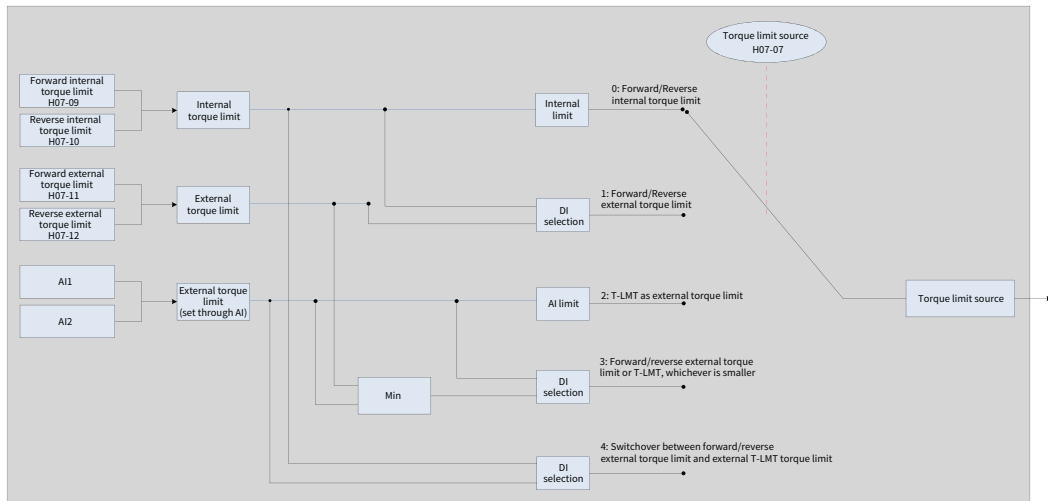 Torque limit source
H07-07
Forward internal
torque limit
H07-09
Reverse internal
torque limit
H07-10
Internal
torque limit
Internal
limit
0: Forward/Reverse
internal torque limit
Forward external
torque limit
H07-11
Reverse external
torque limit
H07-12
External
torque limit
DI
selection
1: Forward/Reverse
external torque limit
AI1
AI2
External torque
limit
(set through AI)
AI limit
2: T-LMT as external torque limit
Torque limit source
Min
DI
selection
3: Forward/reverse external torque
limit or T-LMT, whichever is smaller
DI
selection
4: Switchover between forward/reverse
external torque limit and external T-LMT torque limit